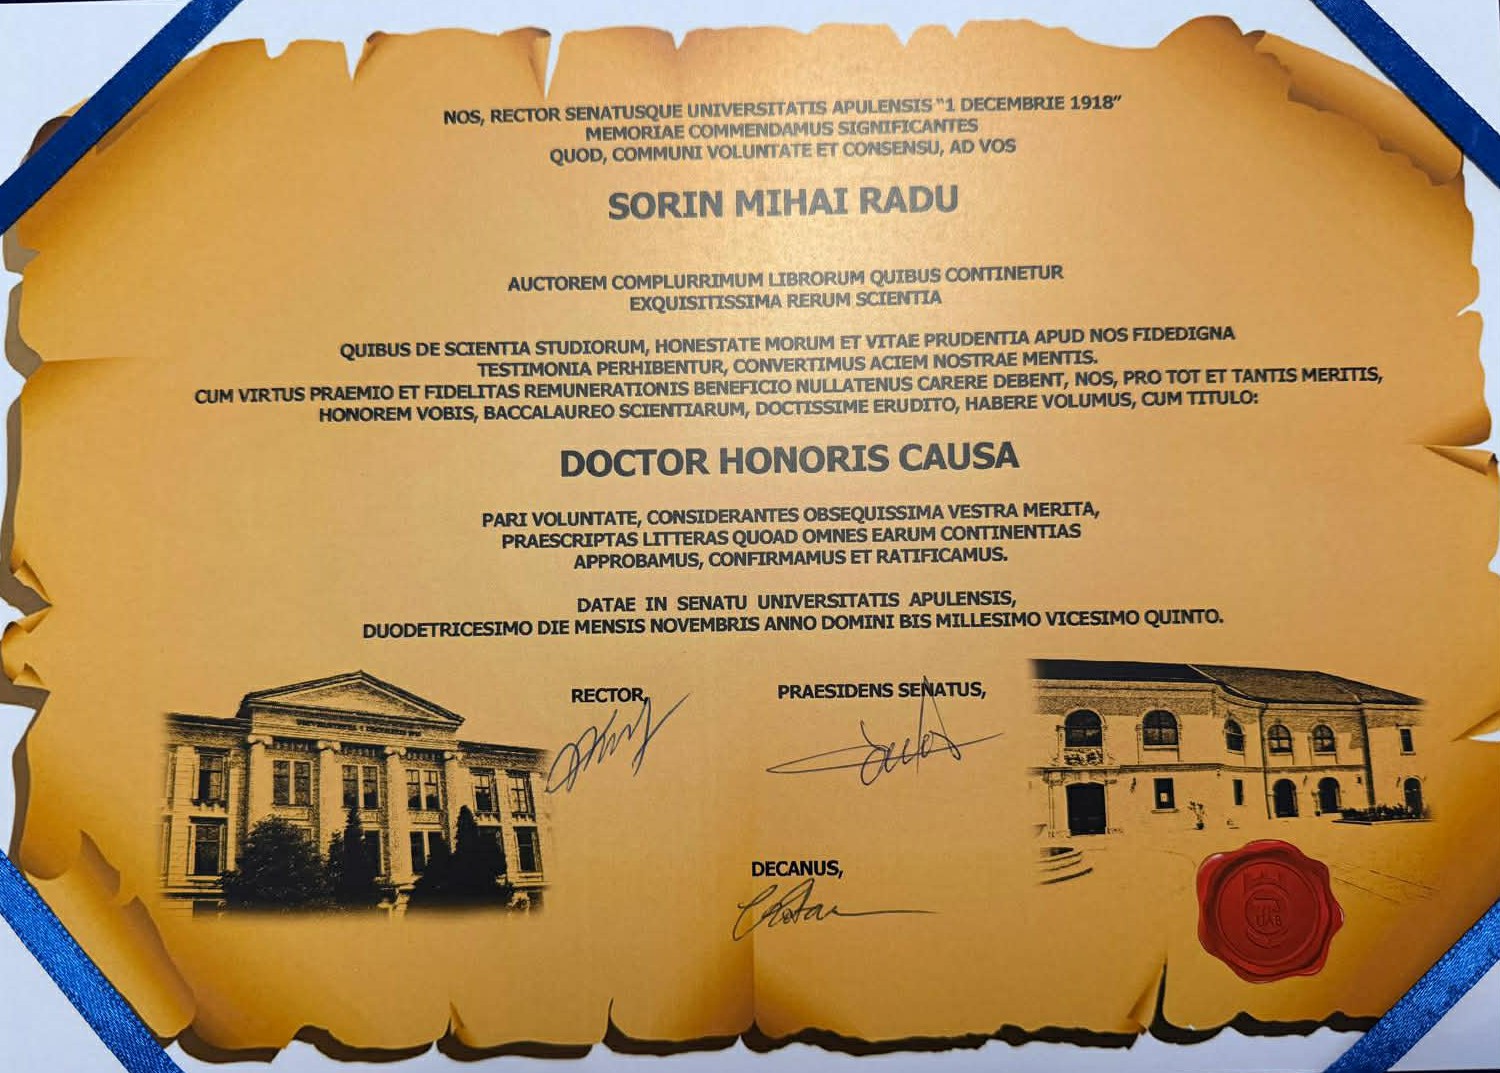 NOS, RECTOR SENATUSQUE UNIVERSITATIS APULENSIS "1 DECEMBRIE 1918"
MEMORIAE COMMENDAMUS SIGNIFICANTES
QUOD, COMMUNI VOLUNTATE ET CONSENSU, AD VOS
SORIN MIHAI RADU
AUCTOREM COMPLURRIMUM LIBRORUM QUIBUS CONTINETUR
EXQUISITISSIMA RERUM SCIENTIA
QUIBUS DE SCIENTIA STUDIORUM, HONESTATE MORUM ET VITAE PRUDENTIA APUD NOS FIDEDIGNA
TESTIMONIA PERHIBENTUR, CONVERTIMUS ACIEM NOSTRAE MENTIS.
CUM VIRTUS PRAEMIO ET FIDELITAS REMUNERATIONIS BENEFICIO NULLATENUS CARERE DEBENT, NOS, PRO TOT ET TANTIS MERITIS,
HONOREM VOBIS, BACCALAUREO SCIENTIARUM, DOCTISSIME ERUDITO, HABERE VOLUMUS, CUM TITULO:
DOCTOR HONORIS CAUSA
PARI VOLUNTATE, CONSIDERANTES OBSEQUISSIMA VESTRA MERITA,
PRAESCRIPTAS LITTERAS QUOAD OMNES EARUM CONTINENTIAS
APPROBAMUS, CONFIRMAMUS ET RATIFICAMUS.
DATAE IN SENATU UNIVERSITATIS APULENSIS,
DUODETRICESIMO DIE MENSIS NOVEMBRIS ANNO DOMINI BIS MILLESIMO VICESIMO QUINTO.
RECTOR,
PRAESIDENS SENATUS,
DECANUS,
UAB